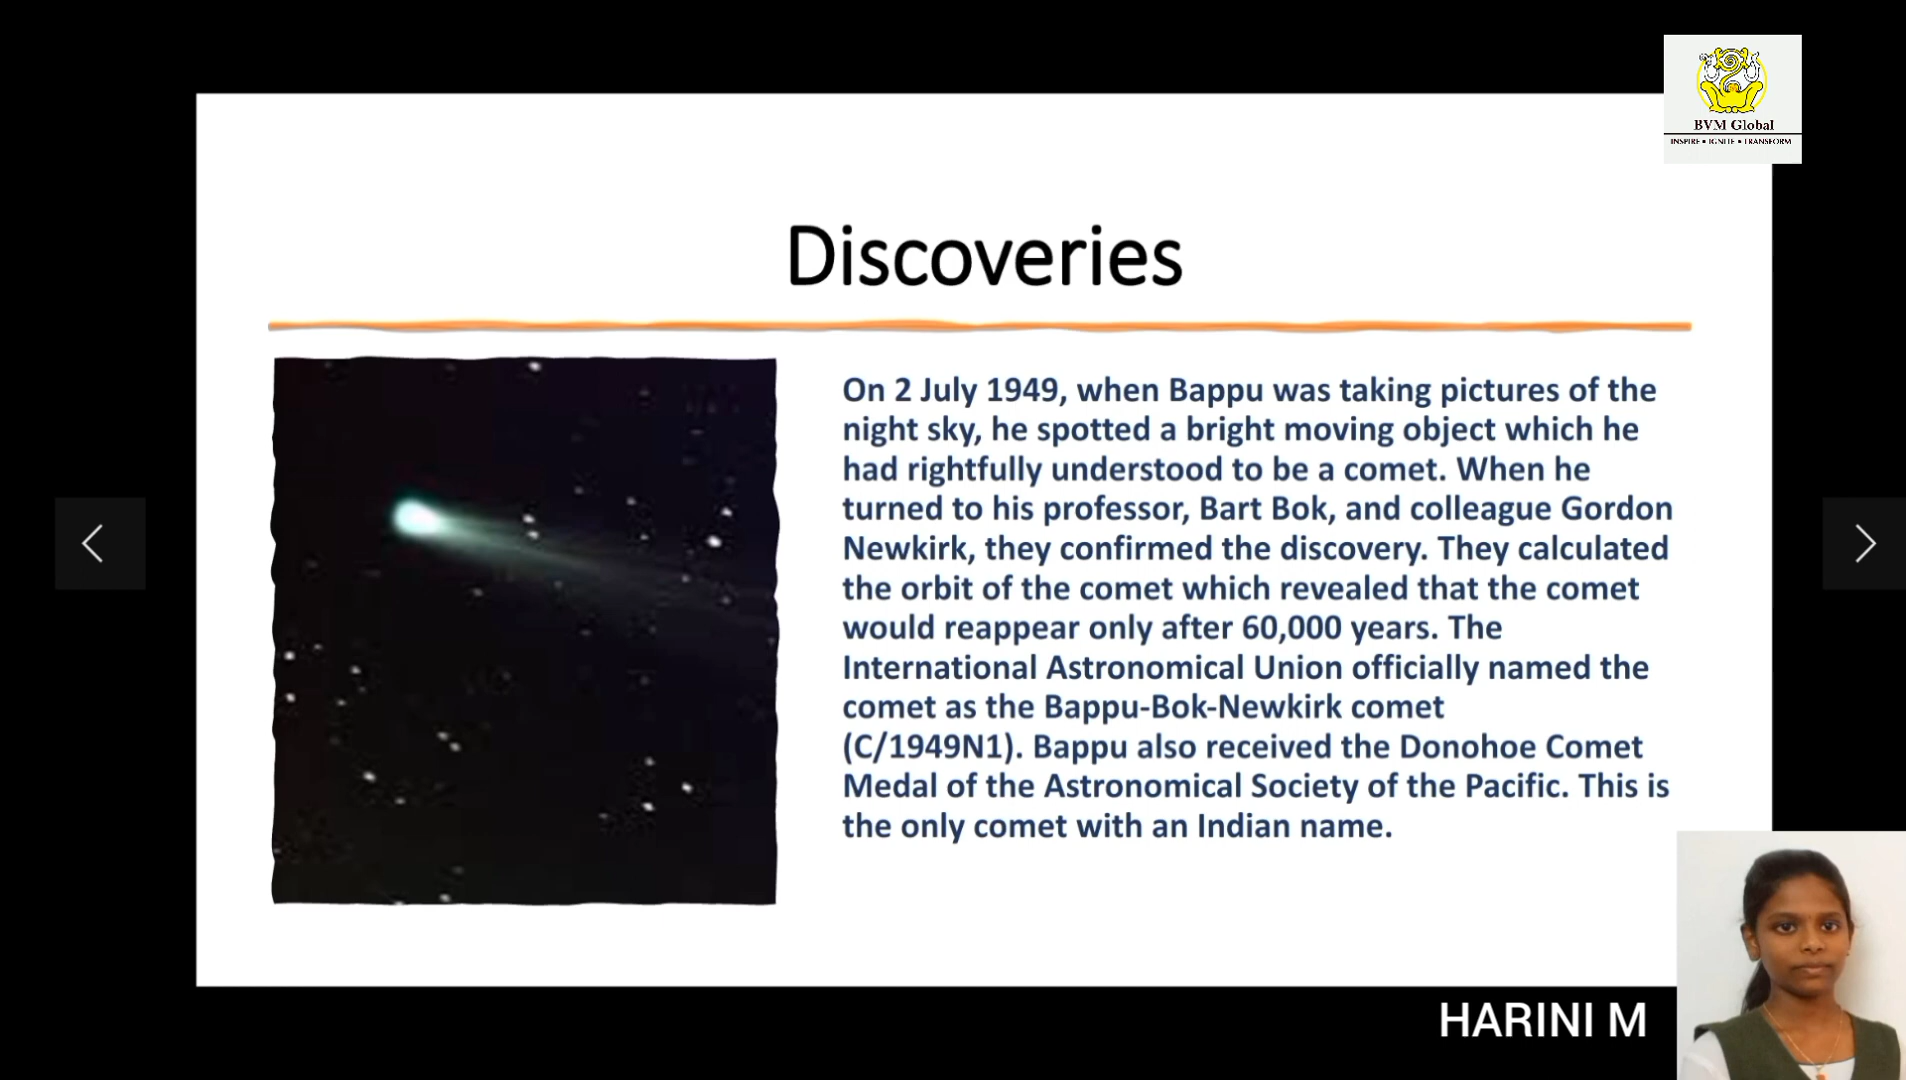 BVM Global
INSPIRE • IGNITE • TRANSFORM
Discoveries
On 2 July 1949, when Bappu was taking pictures of the
night sky, he spotted a bright moving object which he
had rightfully understood to be a comet. When he
turned to his professor, Bart Bok, and colleague Gordon
Newkirk, they confirmed the discovery. They calculated
the orbit of the comet which revealed that the comet
would reappear only after 60,000 years. The
International Astronomical Union officially named the
comet as the Bappu-Bok-Newkirk comet
(C/1949N1). Bappu also received the Donohoe Comet
Medal of the Astronomical Society of the Pacific. This is
the only comet with an Indian name.
HARINI M